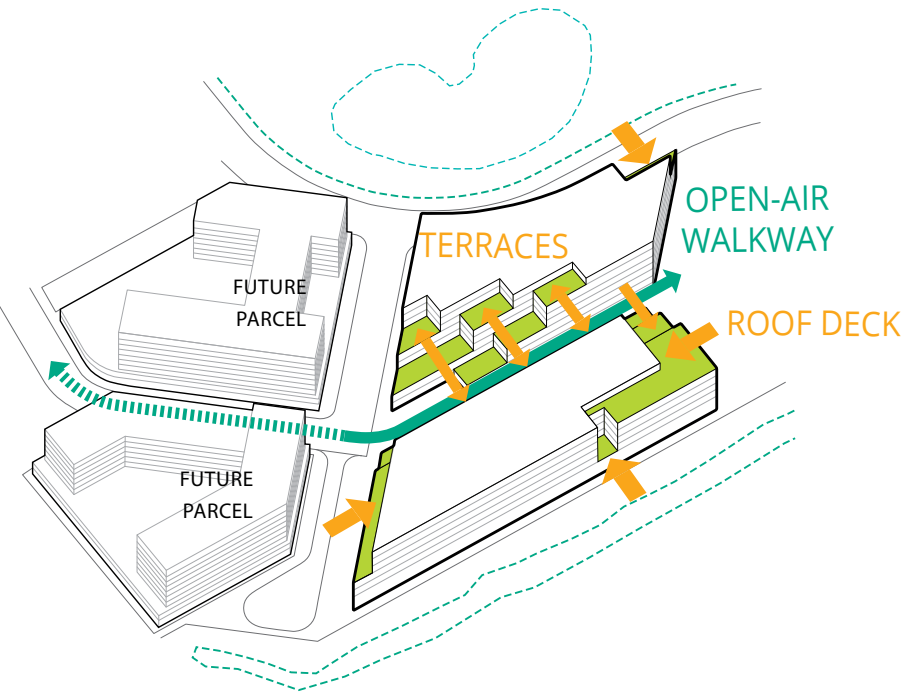 OPEN-AIR
WALKWAY
TERRACES
FUTURE
PARCEL
ROOF DECK
FUTURE
PARCEL